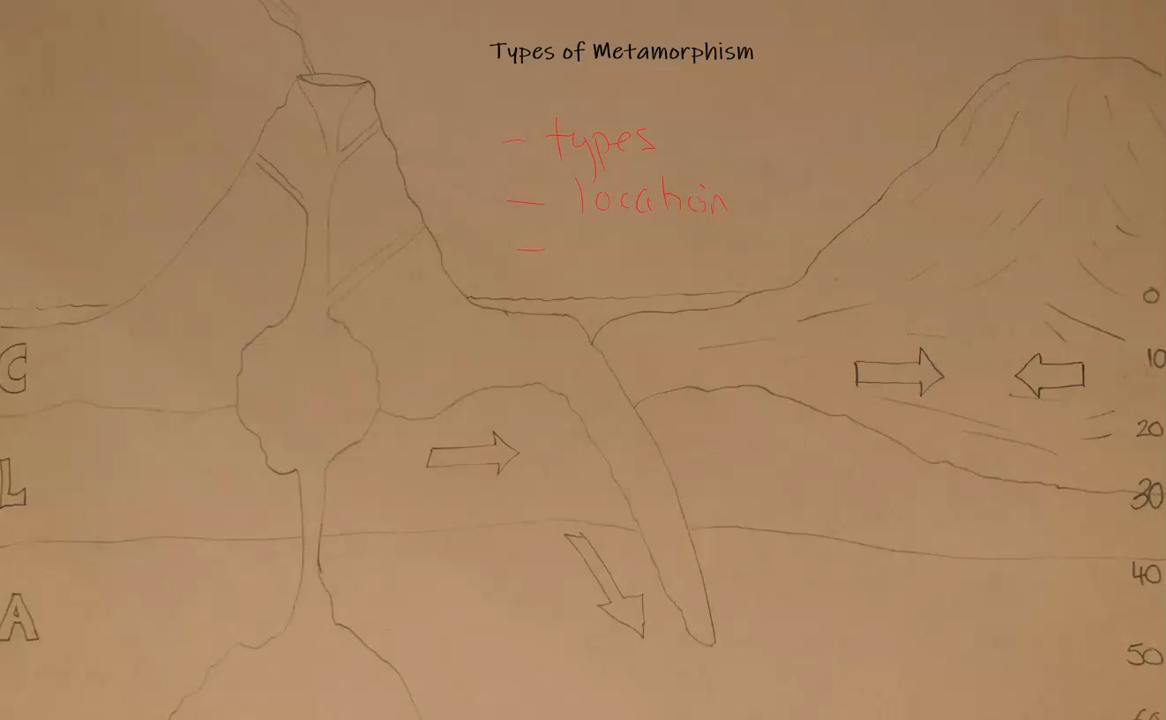 Types of Metamorphism
- types
- location
-
0
10
C
20
L
30
40
A
50